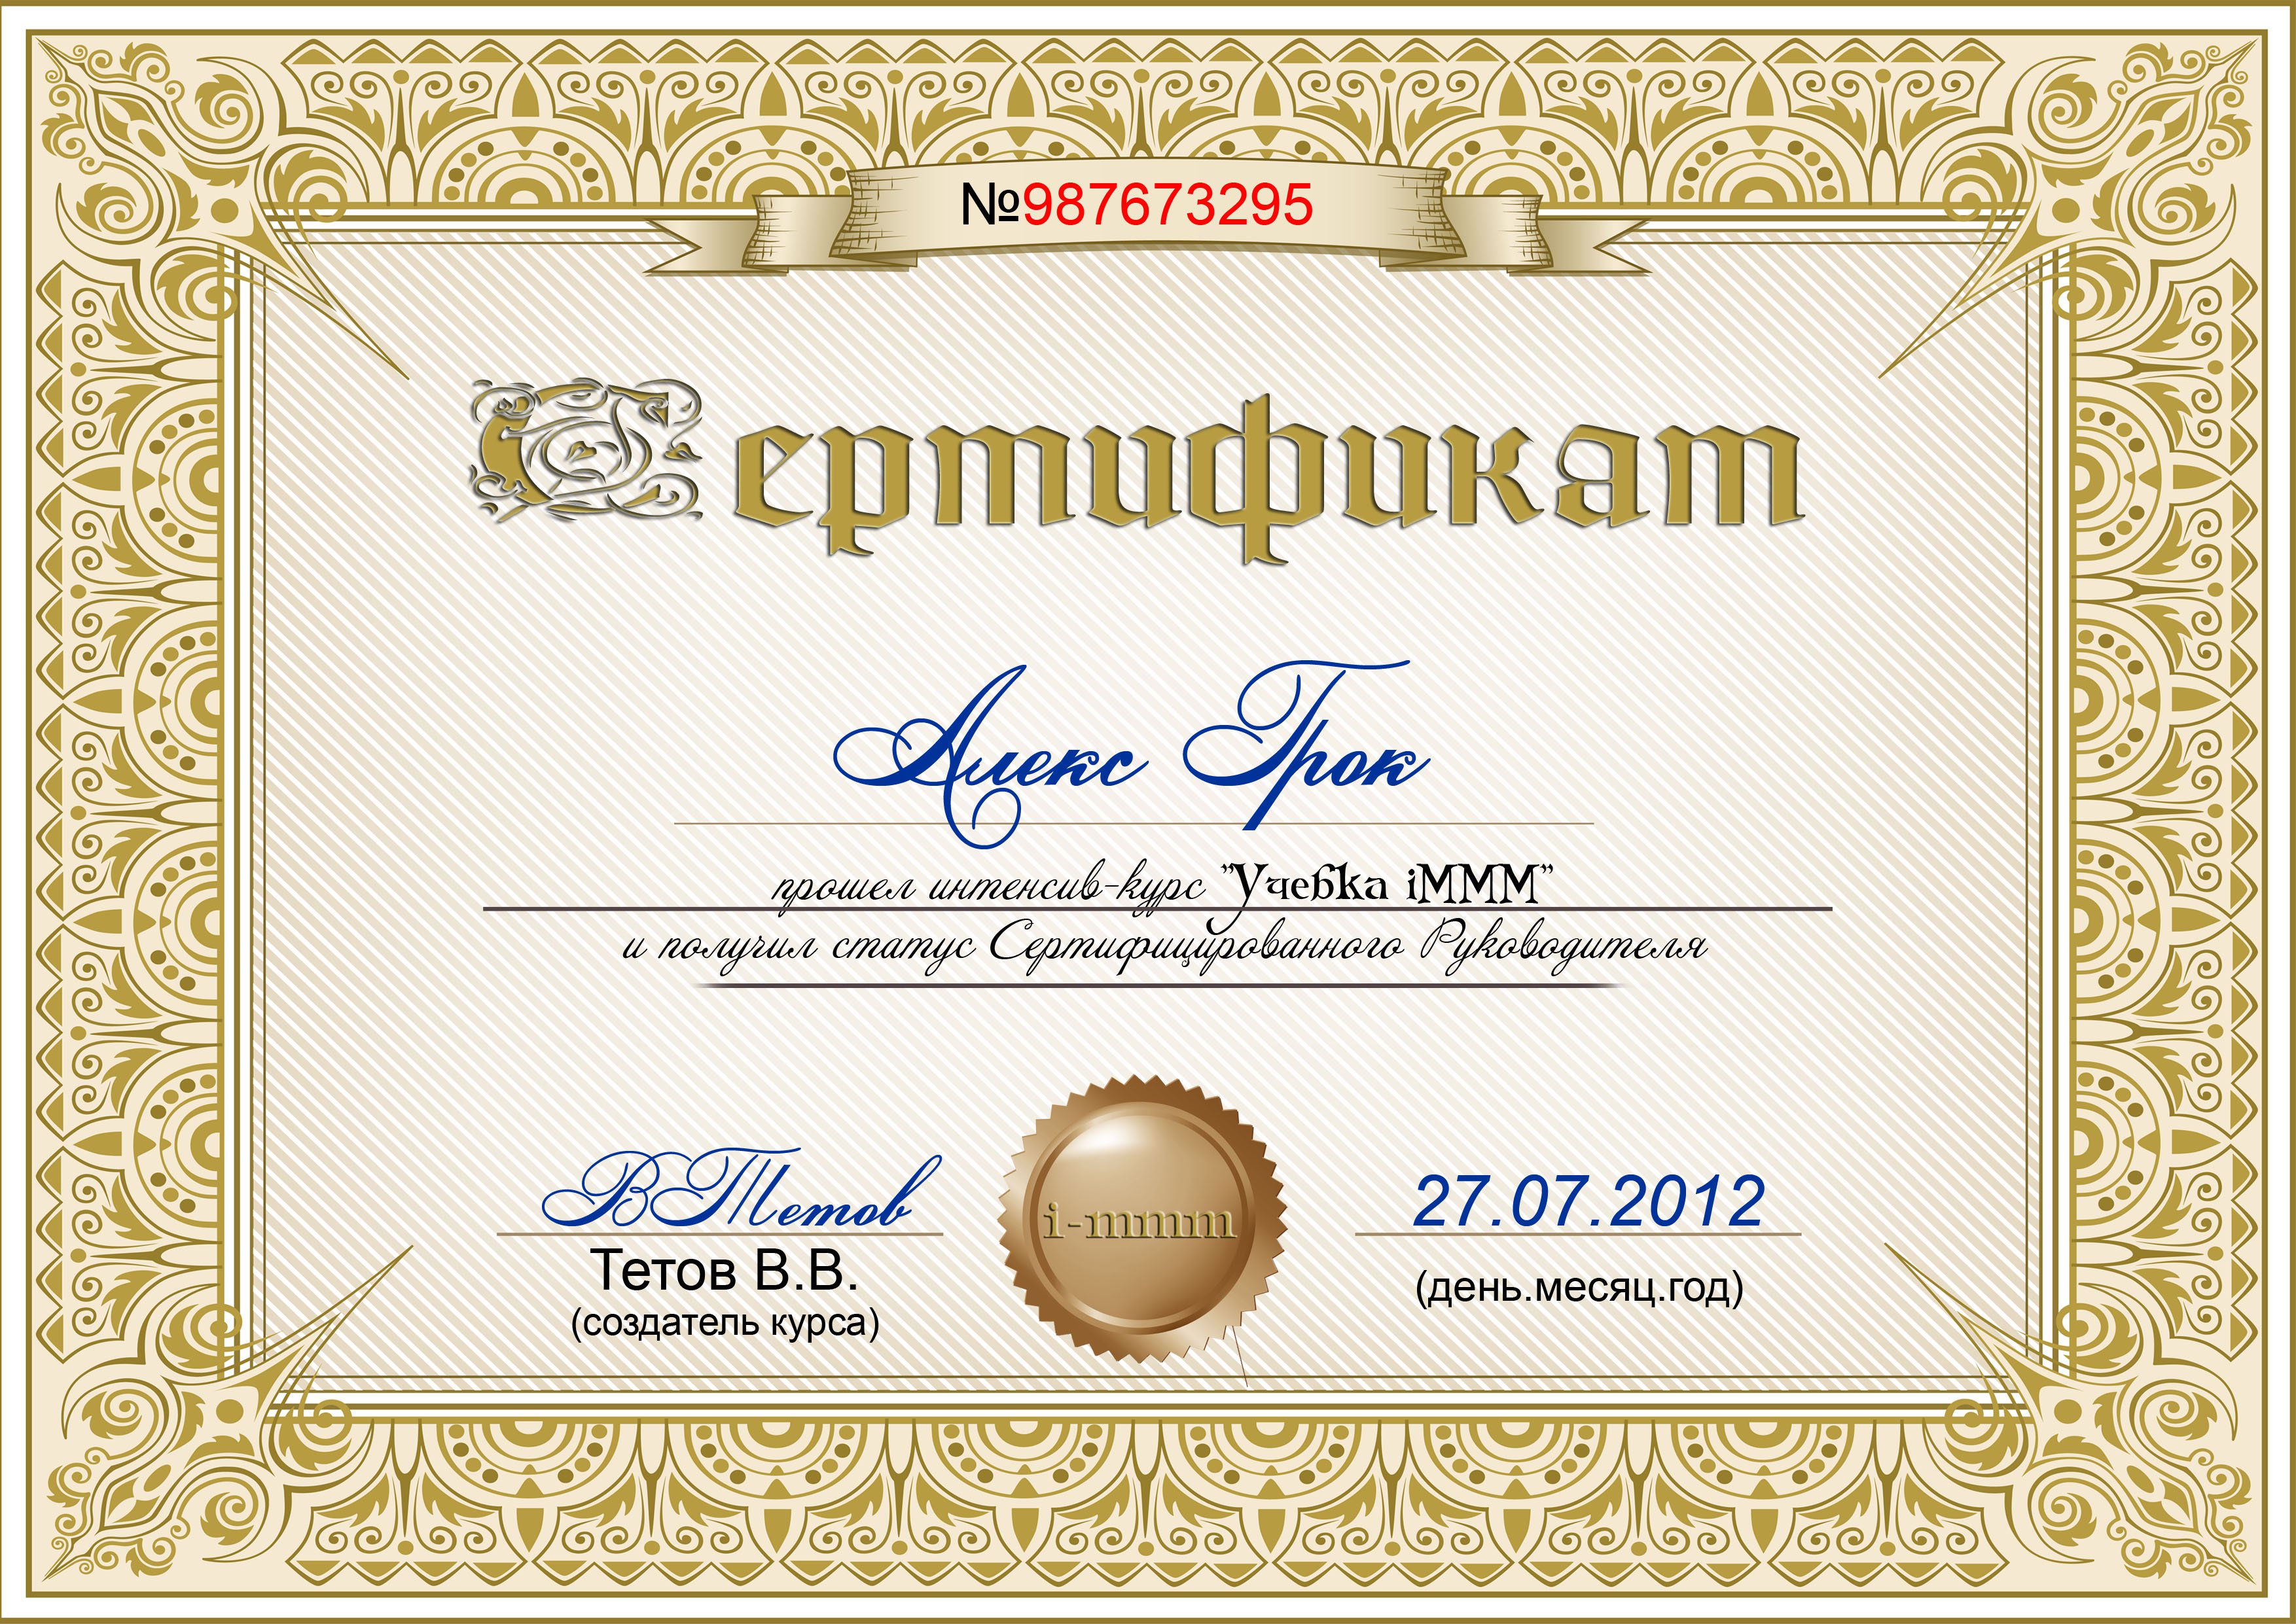 №987673295
Сертификат
Алекс Грок
прошел интенсив-курс "Учебка iМММ"
и получил статус Сертифицированного Руководителя
ВТетов
Тетов В.В.
(создатель курса)
i-mmm
27.07.2012
(день.месяц.год)